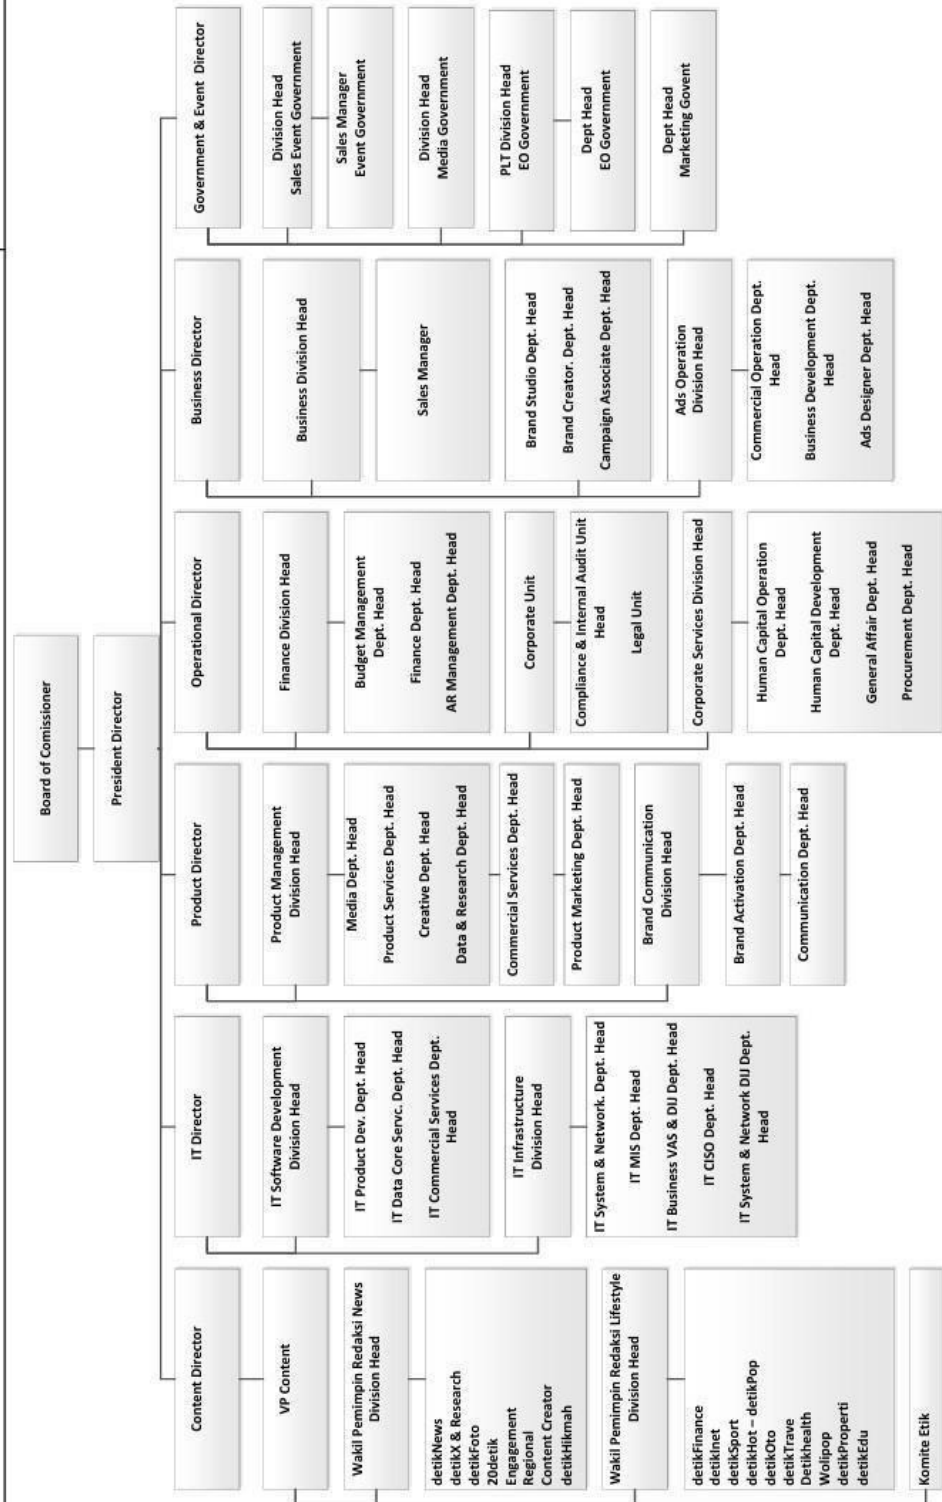 Board of Comissioner
President Director
Content Director
VP Content
Wakil Pemimpin Redaksi News
Division Head
detikNews
detikX & Research
detikFoto
20detik
Engagement
Regional
Content Creator
detikHikmah
Wakil Pemimpin Redaksi Lifestyle
Division Head
detikFinance
detikInet
detikSport
detikHot – detikPop
detikOto
detikTrave
Detikhealth
Wolipop
detikProperti
detikEdu
Komite Etik
IT Director
IT Software Development
Division Head
IT Product Dev. Dept. Head
IT Data Core Servc. Dept. Head
IT Commercial Services Dept.
Head
IT Infrastructure
Division Head
IT System & Network. Dept. Head
IT MIS Dept. Head
IT Business VAS & DIJ Dept. Head
IT CISO Dept. Head
IT System & Network DIJ Dept.
Head
Product Director
Product Management
Division Head
Media Dept. Head
Product Services Dept. Head
Creative Dept. Head
Data & Research Dept. Head
Commercial Services Dept. Head
Product Marketing Dept. Head
Brand Communication
Division Head
Brand Activation Dept. Head
Communication Dept. Head
Operational Director
Finance Division Head
Budget Management
Dept. Head
Finance Dept. Head
AR Management Dept. Head
Corporate Unit
Compliance & Internal Audit Unit
Head
Legal Unit
Corporate Services Division Head
Human Capital Operation
Dept. Head
Human Capital Development
Dept. Head
General Affair Dept. Head
Procurement Dept. Head
Business Director
Business Division Head
Sales Manager
Brand Studio Dept. Head
Brand Creator. Dept. Head
Campaign Associate Dept. Head
Ads Operation
Division Head
Commercial Operation Dept.
Head
Business Development Dept.
Head
Ads Designer Dept. Head
Government & Event Director
Division Head
Sales Event Government
Sales Manager
Event Government
Division Head
Media Government
PLT Division Head
EO Government
Dept Head
EO Government
Dept Head
Marketing Govent